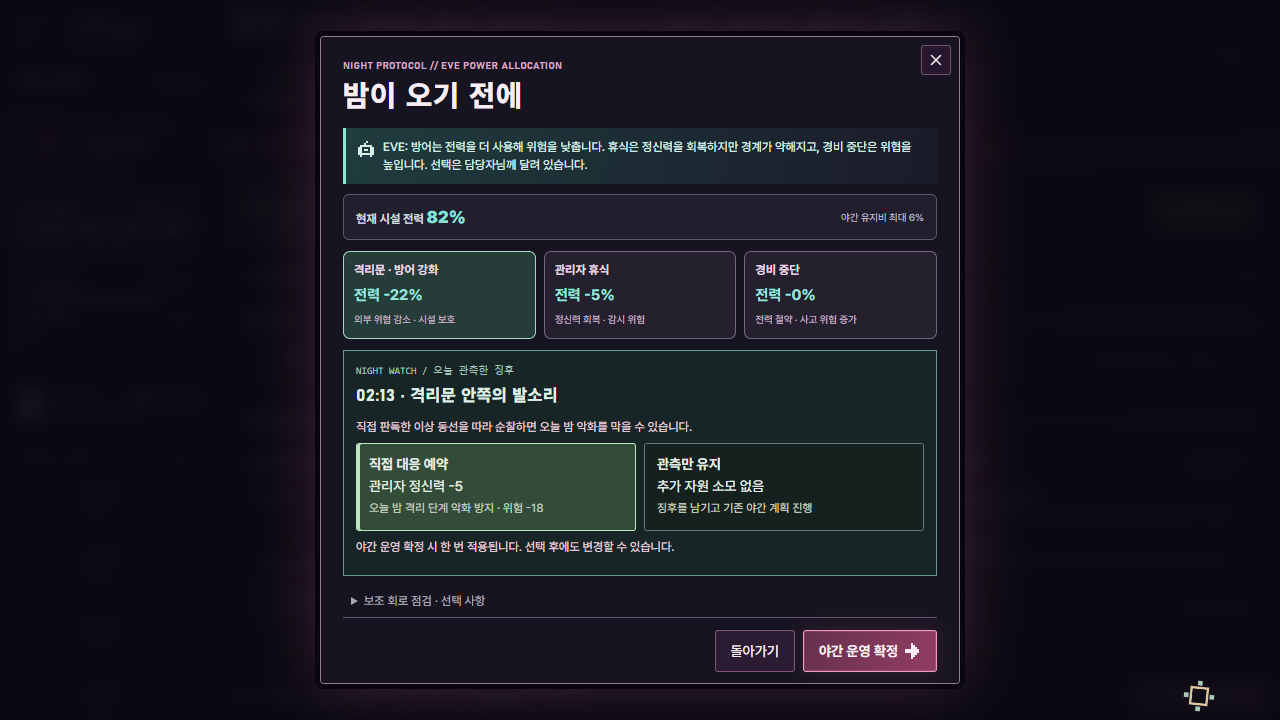 NIGHT PROTOCOL // EVE POWER ALLOCATION
밤이 오기 전에
EVE: 방어는 전력을 더 사용해 위험을 낮춥니다. 휴식은 정신력을 회복하지만 경계가 약해지고, 경비 중단은 위험을
높입니다. 선택은 담당자님께 달려 있습니다.
현재 시설 전력 82%
야간 유지비 최대 6%
격리문 · 방어 강화
전력 -22%
외부 위협 감소 · 시설 보호
관리자 휴식
전력 -5%
정신력 회복 · 감시 위험
경비 중단
전력 -0%
전력 절약 · 사고 위험 증가
NIGHT WATCH / 오늘 관측한 징후
02:13 · 격리문 안쪽의 발소리
직접 판독한 이상 동선을 따라 순찰하면 오늘 밤 악화를 막을 수 있습니다.
직접 대응 예약
관리자 정신력 -5
오늘 밤 격리 단계 악화 방지 · 위험 -18
관측만 유지
추가 자원 소모 없음
징후를 남기고 기존 야간 계획 진행
야간 운영 확정 시 한 번 적용됩니다. 선택 후에도 변경할 수 있습니다.
보조 회로 점검 · 선택 사항
돌아가기
야간 운영 확정